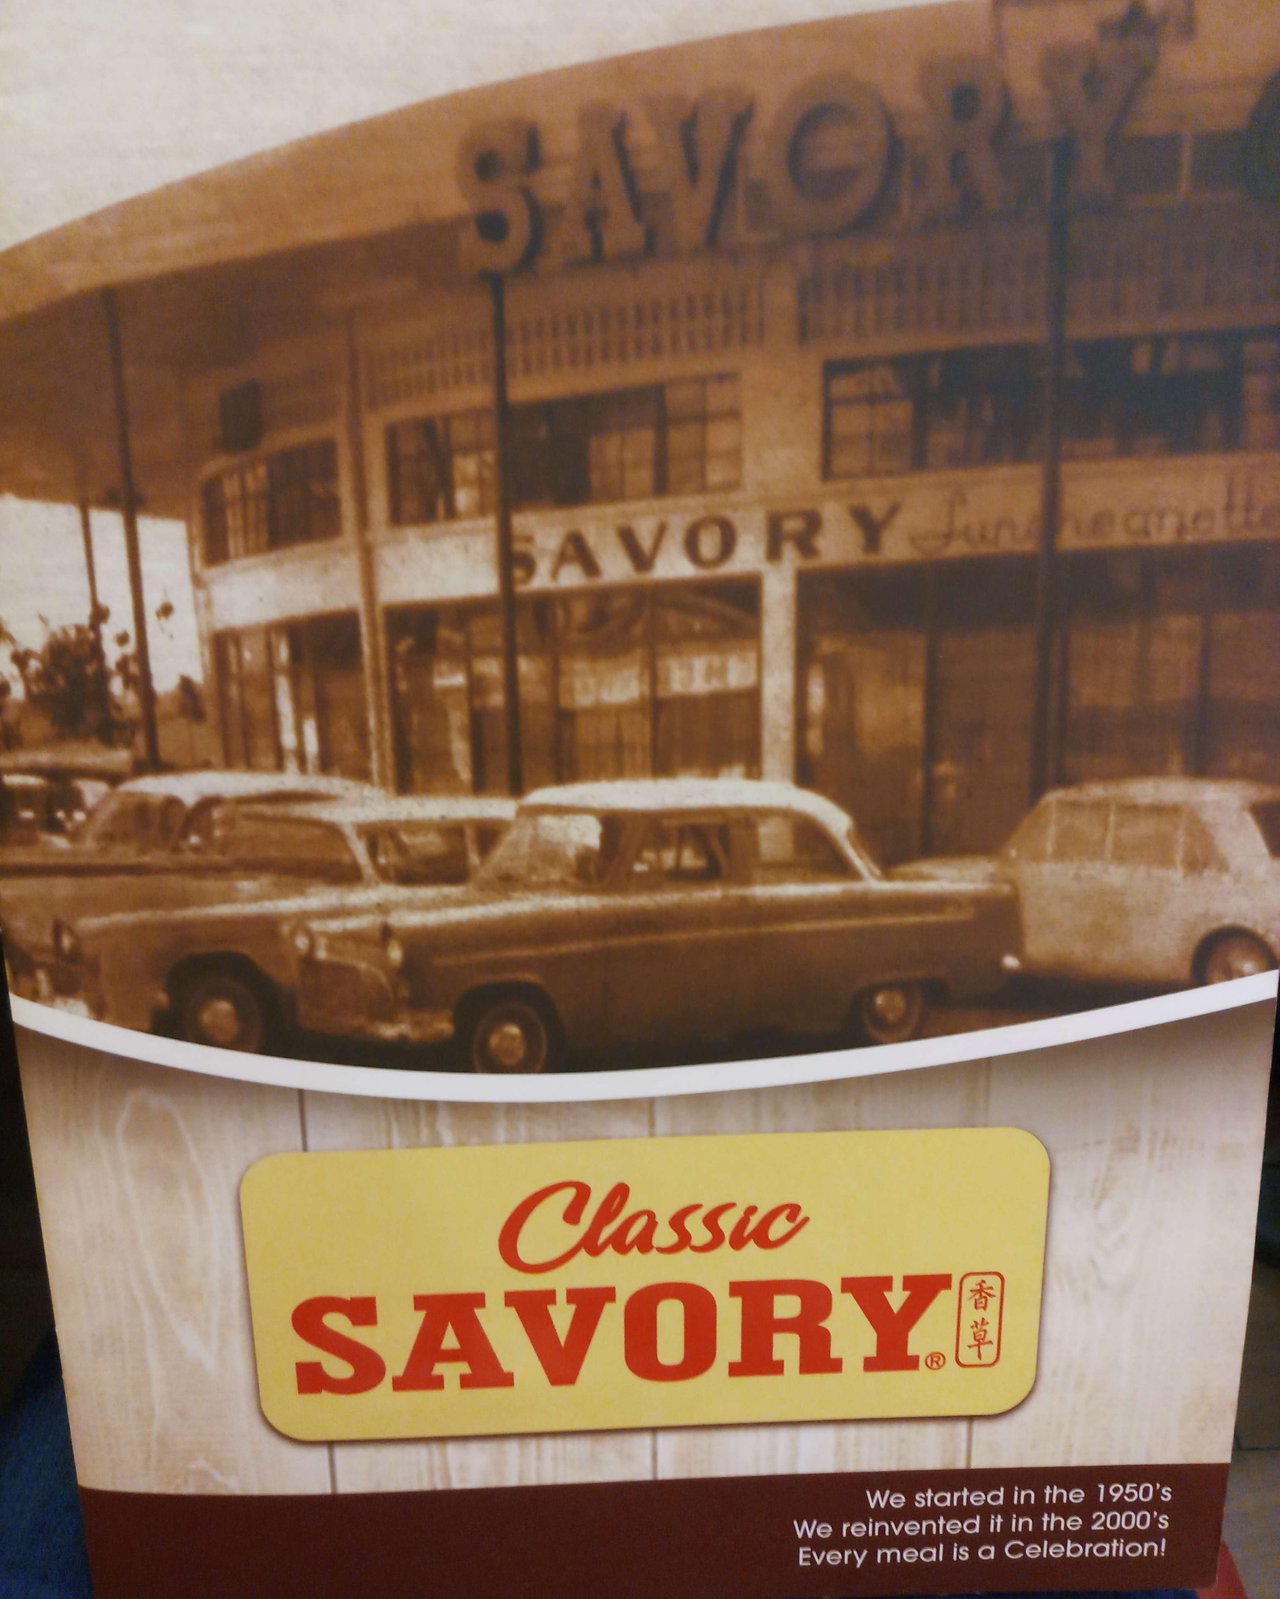 SAVORY
SAVORY Luncheonette
Classic
SAVORY®
香草
We started in the 1950's
We reinvented it in the 2000's
Every meal is a Celebration!